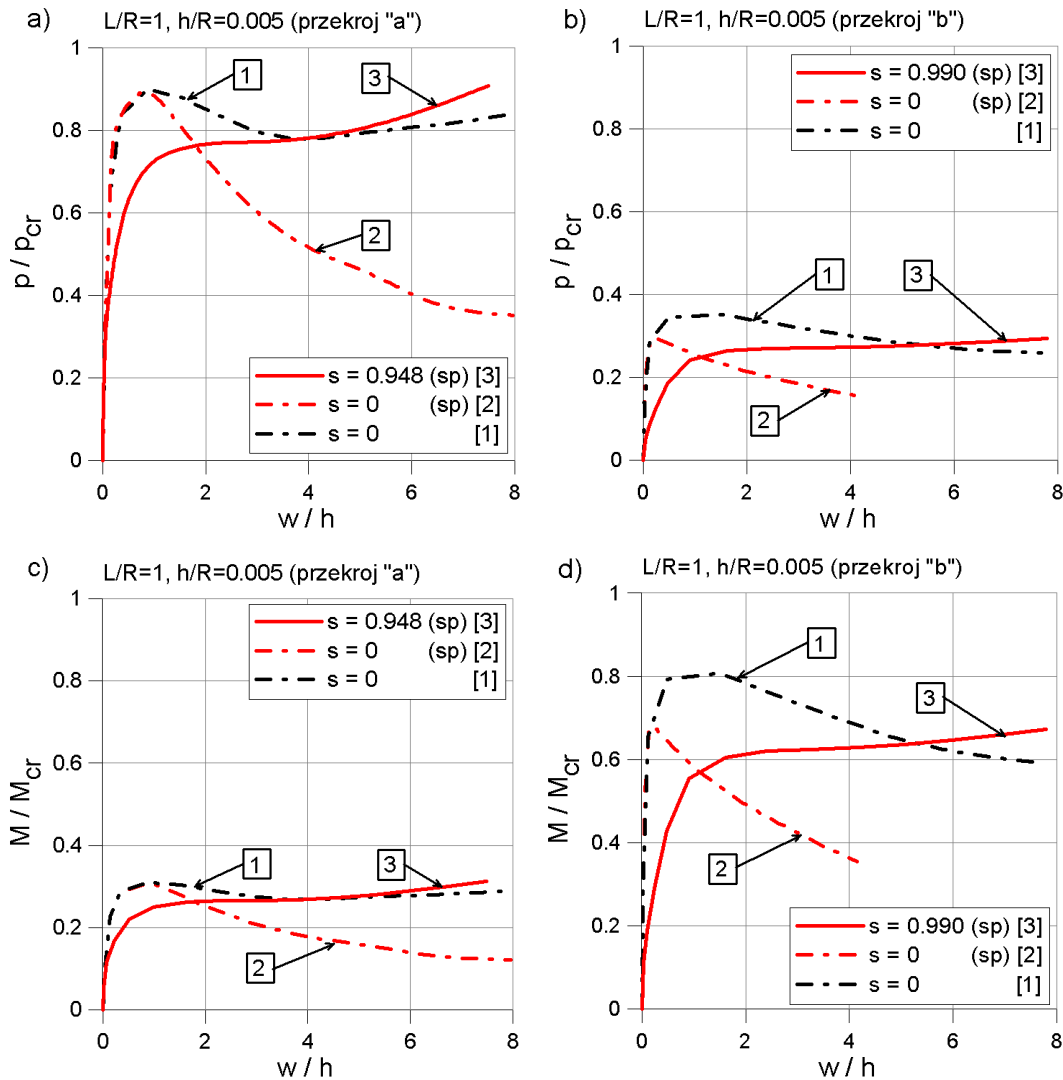 a)
L/R=1, h/R=0.005 (przekroj "a")
1
0.8
0.6
0.4
0.2
0
p / p_cr
0 2 4 6 8
w / h
1
3
2
s = 0.948 (sp) [3]
s = 0 (sp) [2]
s = 0 [1]
b)
L/R=1, h/R=0.005 (przekroj "b")
1
0.8
0.6
0.4
0.2
0
p / p_cr
0 2 4 6 8
w / h
s = 0.990 (sp) [3]
s = 0 (sp) [2]
s = 0 [1]
1
3
2
c)
L/R=1, h/R=0.005 (przekroj "a")
1
0.8
0.6
0.4
0.2
0
M / M_cr
0 2 4 6 8
w / h
s = 0.948 (sp) [3]
s = 0 (sp) [2]
s = 0 [1]
1
3
2
d)
L/R=1, h/R=0.005 (przekroj "b")
1
0.8
0.6
0.4
0.2
0
M / M_cr
0 2 4 6 8
w / h
1
3
2
s = 0.990 (sp) [3]
s = 0 (sp) [2]
s = 0 [1]